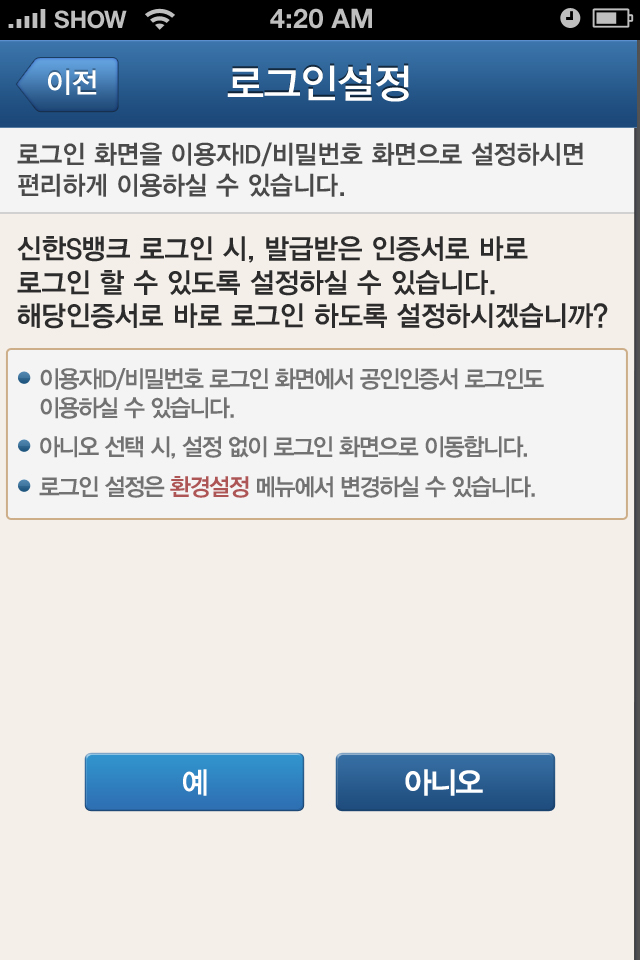 SHOW 4:20 AM
이전 로그인설정
로그인 화면을 이용자ID/비밀번호 화면으로 설정하시면
편리하게 이용하실 수 있습니다.
신한S뱅크 로그인 시, 발급받은 인증서로 바로
로그인 할 수 있도록 설정하실 수 있습니다.
해당인증서로 바로 로그인 하도록 설정하시겠습니까?
이용자ID/비밀번호 로그인 화면에서 공인인증서 로그인도
이용하실 수 있습니다.
아니오 선택 시, 설정 없이 로그인 화면으로 이동합니다.
로그인 설정은 환경설정 메뉴에서 변경하실 수 있습니다.
예 아니오